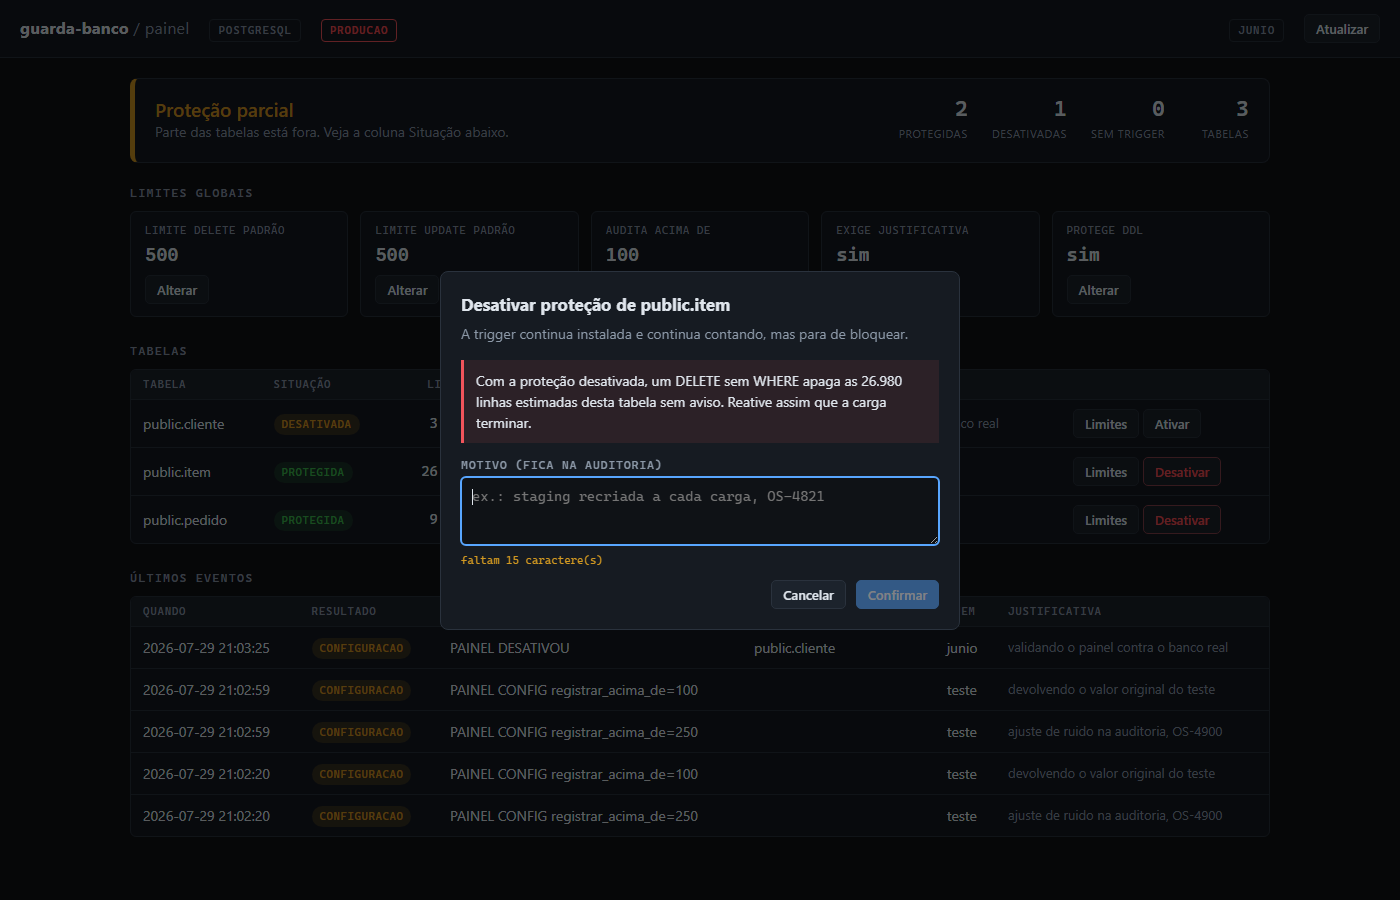 guarda-banco / painel POSTGRESQL PRODUCAO JUNIO Atualizar
Proteção parcial
Parte das tabelas está fora. Veja a coluna Situação abaixo.
2 1 0 3
PROTEGIDAS DESATIVADAS SEM TRIGGER TABELAS
LIMITES GLOBAIS
LIMITE DELETE PADRÃO LIMITE UPDATE PADRÃO AUDITA ACIMA DE EXIGE JUSTIFICATIVA PROTEGE DDL
500 500 100 sim sim
Alterar Alterar Alterar
Desativar proteção de public.item
A trigger continua instalada e continua contando, mas para de bloquear.
Com a proteção desativada, um DELETE sem WHERE apaga as 26.980
linhas estimadas desta tabela sem aviso. Reative assim que a carga
terminar.
MOTIVO (FICA NA AUDITORIA)
ex.: staging recriada a cada carga, OS-4821
faltam 15 caractere(s)
Cancelar Confirmar
TABELAS
TABELA SITUAÇÃO LI
public.cliente DESATIVADA 3 co real Limites Ativar
public.item PROTEGIDA 26 Limites Desativar
public.pedido PROTEGIDA 9 Limites Desativar
ÚLTIMOS EVENTOS
QUANDO RESULTADO EM JUSTIFICATIVA
2026-07-29 21:03:25 CONFIGURACAO PAINEL DESATIVOU public.cliente junio validando o painel contra o banco real
2026-07-29 21:02:59 CONFIGURACAO PAINEL CONFIG registrar_acima_de=100 teste devolvendo o valor original do teste
2026-07-29 21:02:59 CONFIGURACAO PAINEL CONFIG registrar_acima_de=250 teste ajuste de ruido na auditoria, OS-4900
2026-07-29 21:02:20 CONFIGURACAO PAINEL CONFIG registrar_acima_de=100 teste devolvendo o valor original do teste
2026-07-29 21:02:20 CONFIGURACAO PAINEL CONFIG registrar_acima_de=250 teste ajuste de ruido na auditoria, OS-4900